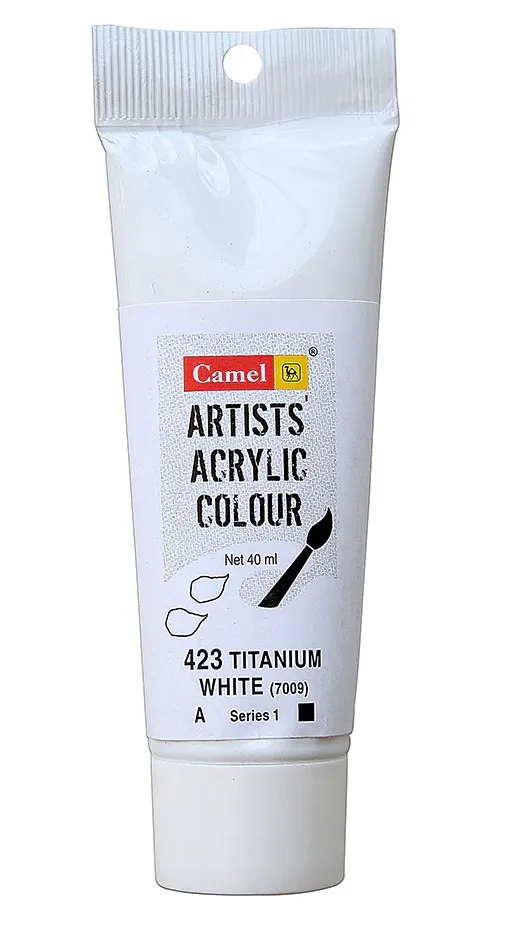 Camel ®
ARTISTS'
ACRYLIC
COLOUR
Net 40 ml
423 TITANIUM
WHITE (7009)
A Series 1